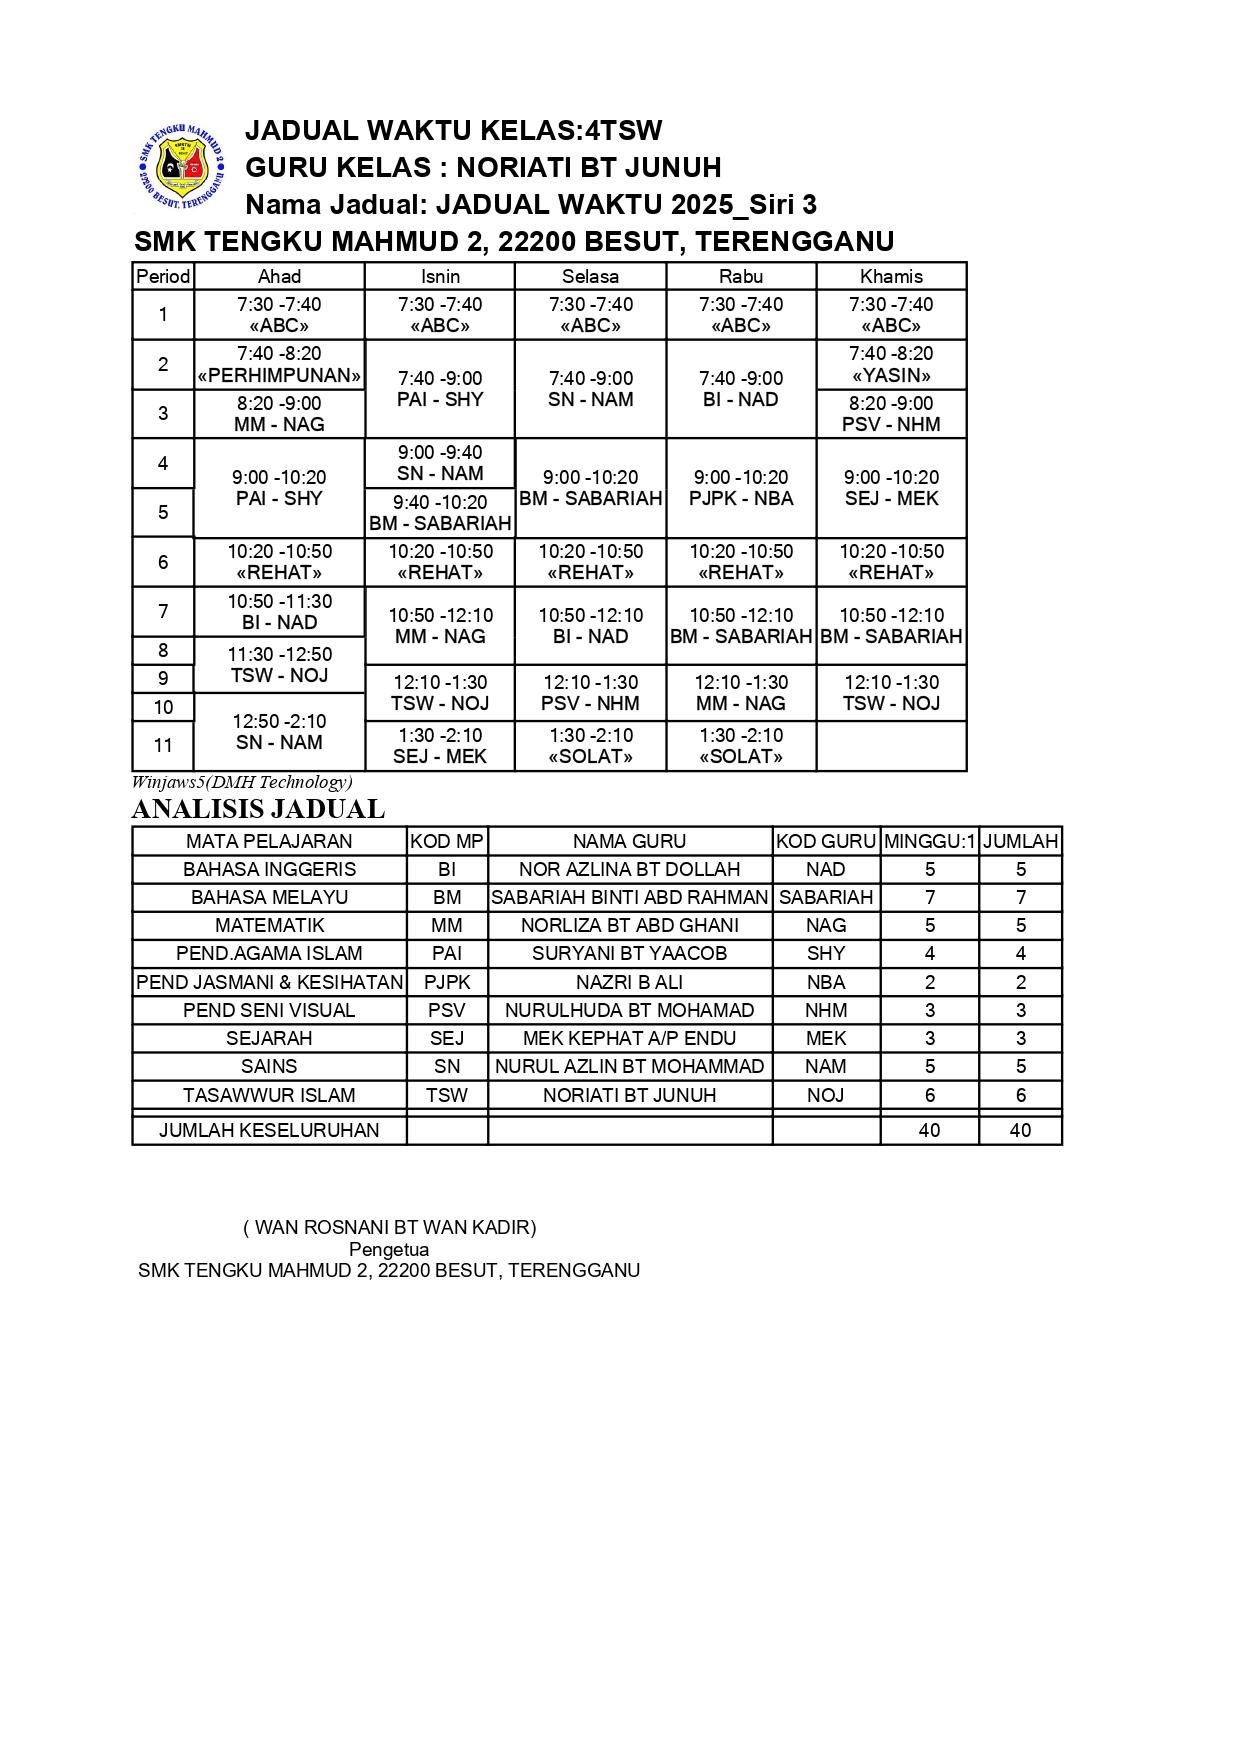 SMK TENGKU MAHMUD 2
22200 BESUT, TERENGGANU
JADUAL WAKTU KELAS:4TSW
GURU KELAS : NORIATI BT JUNUH
Nama Jadual: JADUAL WAKTU 2025_Siri 3
SMK TENGKU MAHMUD 2, 22200 BESUT, TERENGGANU
Period Ahad Isnin Selasa Rabu Khamis
1 7:30 -7:40 7:30 -7:40 7:30 -7:40 7:30 -7:40 7:30 -7:40
«ABC» «ABC» «ABC» «ABC» «ABC»
2 7:40 -8:20 7:40 -9:00 7:40 -9:00 7:40 -9:00 7:40 -8:20
«PERHIMPUNAN» PAI - SHY SN - NAM BI - NAD «YASIN»
3 8:20 -9:00 8:20 -9:00
MM - NAG PSV - NHM
4 9:00 -10:20 9:00 -9:40 9:00 -10:20 9:00 -10:20 9:00 -10:20
PAI - SHY SN - NAM BM - SABARIAH PJPK - NBA SEJ - MEK
5 9:40 -10:20
BM - SABARIAH
6 10:20 -10:50 10:20 -10:50 10:20 -10:50 10:20 -10:50 10:20 -10:50
«REHAT» «REHAT» «REHAT» «REHAT» «REHAT»
7 10:50 -11:30 10:50 -12:10 10:50 -12:10 10:50 -12:10 10:50 -12:10
BI - NAD MM - NAG BI - NAD BM - SABARIAH BM - SABARIAH
8 11:30 -12:50
TSW - NOJ
9 12:10 -1:30 12:10 -1:30 12:10 -1:30 12:10 -1:30
TSW - NOJ PSV - NHM MM - NAG TSW - NOJ
10 12:50 -2:10
SN - NAM
11 1:30 -2:10 1:30 -2:10 1:30 -2:10
SEJ - MEK «SOLAT» «SOLAT»
Winjaws5(DMH Technology)
ANALISIS JADUAL
MATA PELAJARAN KOD MP NAMA GURU KOD GURU MINGGU:1 JUMLAH
BAHASA INGGERIS BI NOR AZLINA BT DOLLAH NAD 5 5
BAHASA MELAYU BM SABARIAH BINTI ABD RAHMAN SABARIAH 7 7
MATEMATIK MM NORLIZA BT ABD GHANI NAG 5 5
PEND.AGAMA ISLAM PAI SURYANI BT YAACOB SHY 4 4
PEND JASMANI & KESIHATAN PJPK NAZRI B ALI NBA 2 2
PEND SENI VISUAL PSV NURULHUDA BT MOHAMAD NHM 3 3
SEJARAH SEJ MEK KEPHAT A/P ENDU MEK 3 3
SAINS SN NURUL AZLIN BT MOHAMMAD NAM 5 5
TASAWWUR ISLAM TSW NORIATI BT JUNUH NOJ 6 6
JUMLAH KESELURUHAN 40 40
( WAN ROSNANI BT WAN KADIR)
Pengetua
SMK TENGKU MAHMUD 2, 22200 BESUT, TERENGGANU